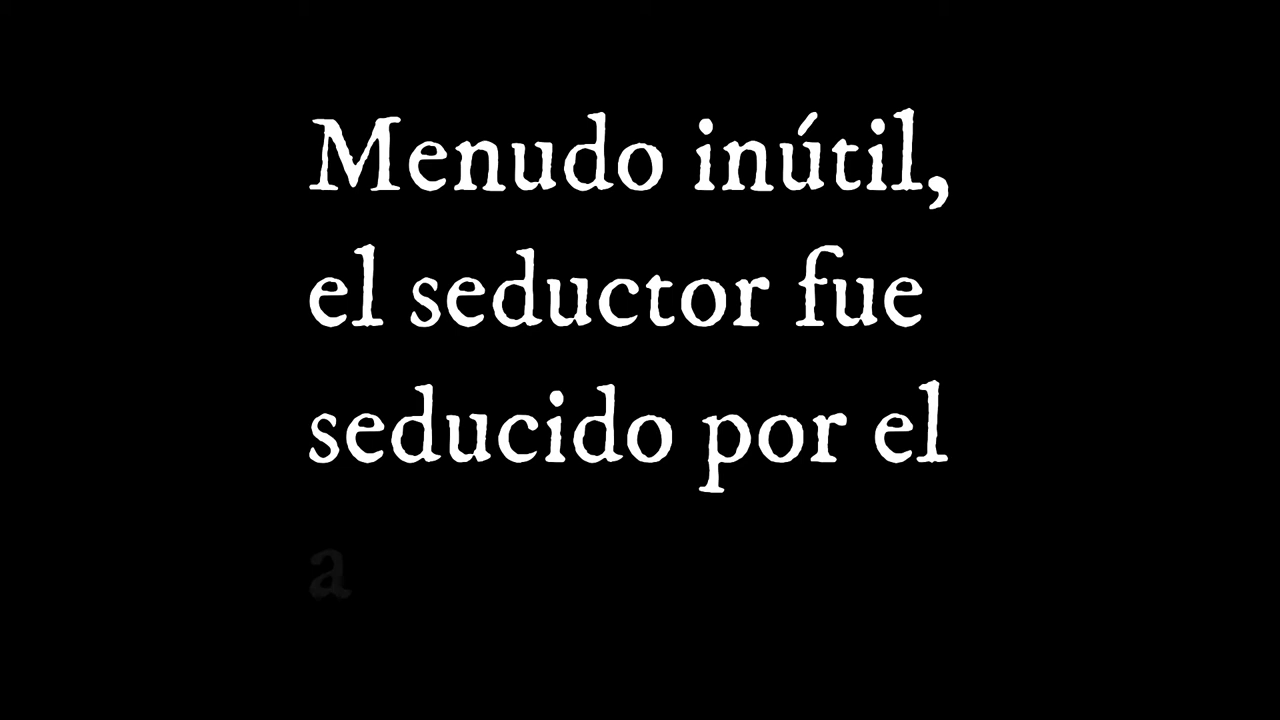 Menudo inútil,
el seductor fue
seducido por el
a